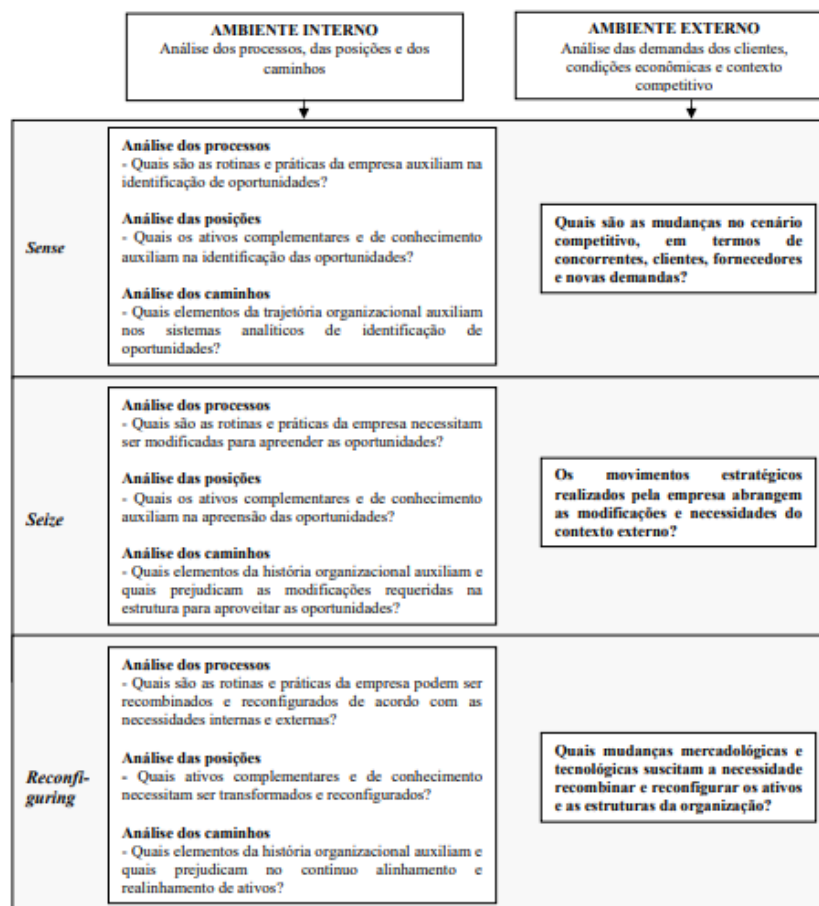 AMBIENTE INTERNO
Análise dos processos, das posições e dos
caminhos
AMBIENTE EXTERNO
Análise das demandas dos clientes,
condições econômicas e contexto
competitivo
Sense
Análise dos processos
- Quais são as rotinas e práticas da empresa auxiliam na
identificação de oportunidades?
Análise das posições
- Quais os ativos complementares e de conhecimento
auxiliam na identificação das oportunidades?
Análise dos caminhos
- Quais elementos da trajetória organizacional auxiliam
nos sistemas analíticos de identificação de
oportunidades?
Quais são as mudanças no cenário
competitivo, em termos de
concorrentes, clientes, fornecedores
e novas demandas?
Seize
Análise dos processos
- Quais são as rotinas e práticas da empresa necessitam
ser modificadas para apreender as oportunidades?
Análise das posições
- Quais os ativos complementares e de conhecimento
auxiliam na apreensão das oportunidades?
Análise dos caminhos
- Quais elementos da história organizacional auxiliam e
quais prejudicam as modificações requeridas na
estrutura para aproveitar as oportunidades?
Os movimentos estratégicos
realizados pela empresa abrangem
as modificações e necessidades do
contexto externo?
Reconfi-
guring
Análise dos processos
- Quais são as rotinas e práticas da empresa podem ser
recombinados e reconfigurados de acordo com as
necessidades internas e externas?
Análise das posições
- Quais ativos complementares e de conhecimento
necessitam ser transformados e reconfigurados?
Análise dos caminhos
- Quais elementos da história organizacional auxiliam e
quais prejudicam no contínuo alinhamento e
realinhamento de ativos?
Quais mudanças mercadológicas e
tecnológicas suscitam a necessidade
recombinar e reconfigurar os ativos
e as estruturas da organização?